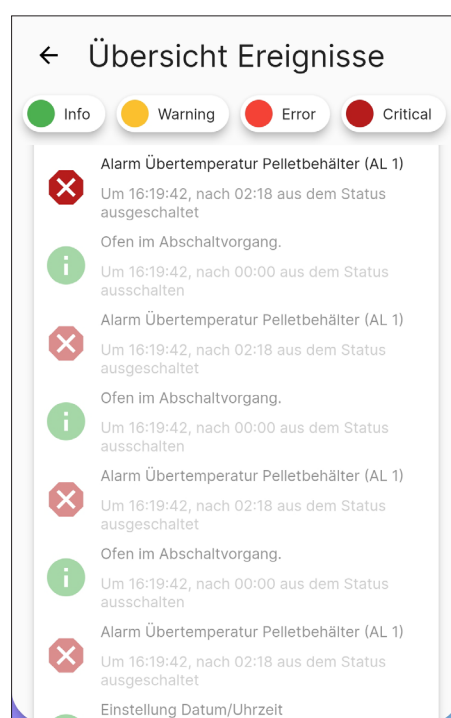 Übersicht Ereignisse
Info Warning Error Critical
Alarm Übertemperatur Pelletbehälter (AL 1)
Um 16:19:42, nach 02:18 aus dem Status
ausgeschaltet
Ofen im Abschaltvorgang.
Um 16:19:42, nach 00:00 aus dem Status
ausschalten
Alarm Übertemperatur Pelletbehälter (AL 1)
Um 16:19:42, nach 02:18 aus dem Status
ausgeschaltet
Ofen im Abschaltvorgang.
Um 16:19:42, nach 00:00 aus dem Status
ausschalten
Alarm Übertemperatur Pelletbehälter (AL 1)
Um 16:19:42, nach 02:18 aus dem Status
ausgeschaltet
Ofen im Abschaltvorgang.
Um 16:19:42, nach 00:00 aus dem Status
ausschalten
Alarm Übertemperatur Pelletbehälter (AL 1)
Um 16:19:42, nach 02:18 aus dem Status
ausgeschaltet
Einstellung Datum/Uhrzeit